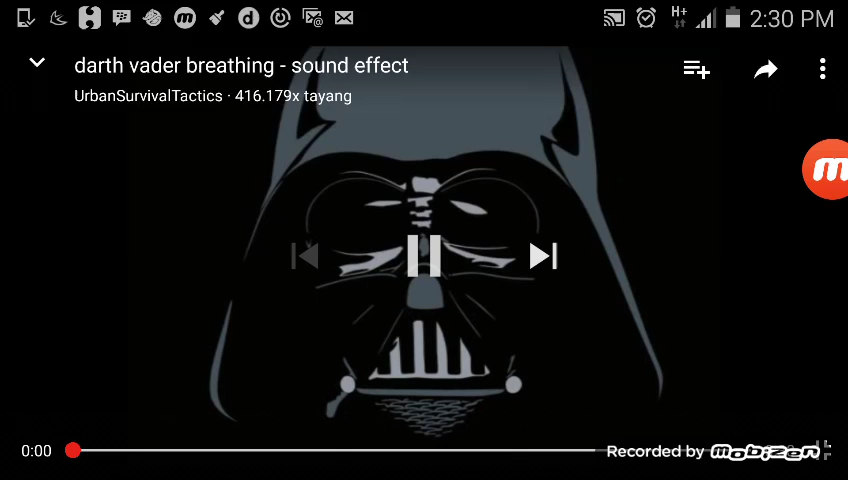 2:30 PM
darth vader breathing - sound effect
UrbanSurvivalTactics · 416.179x tayang
0:00
Recorded by mobizen